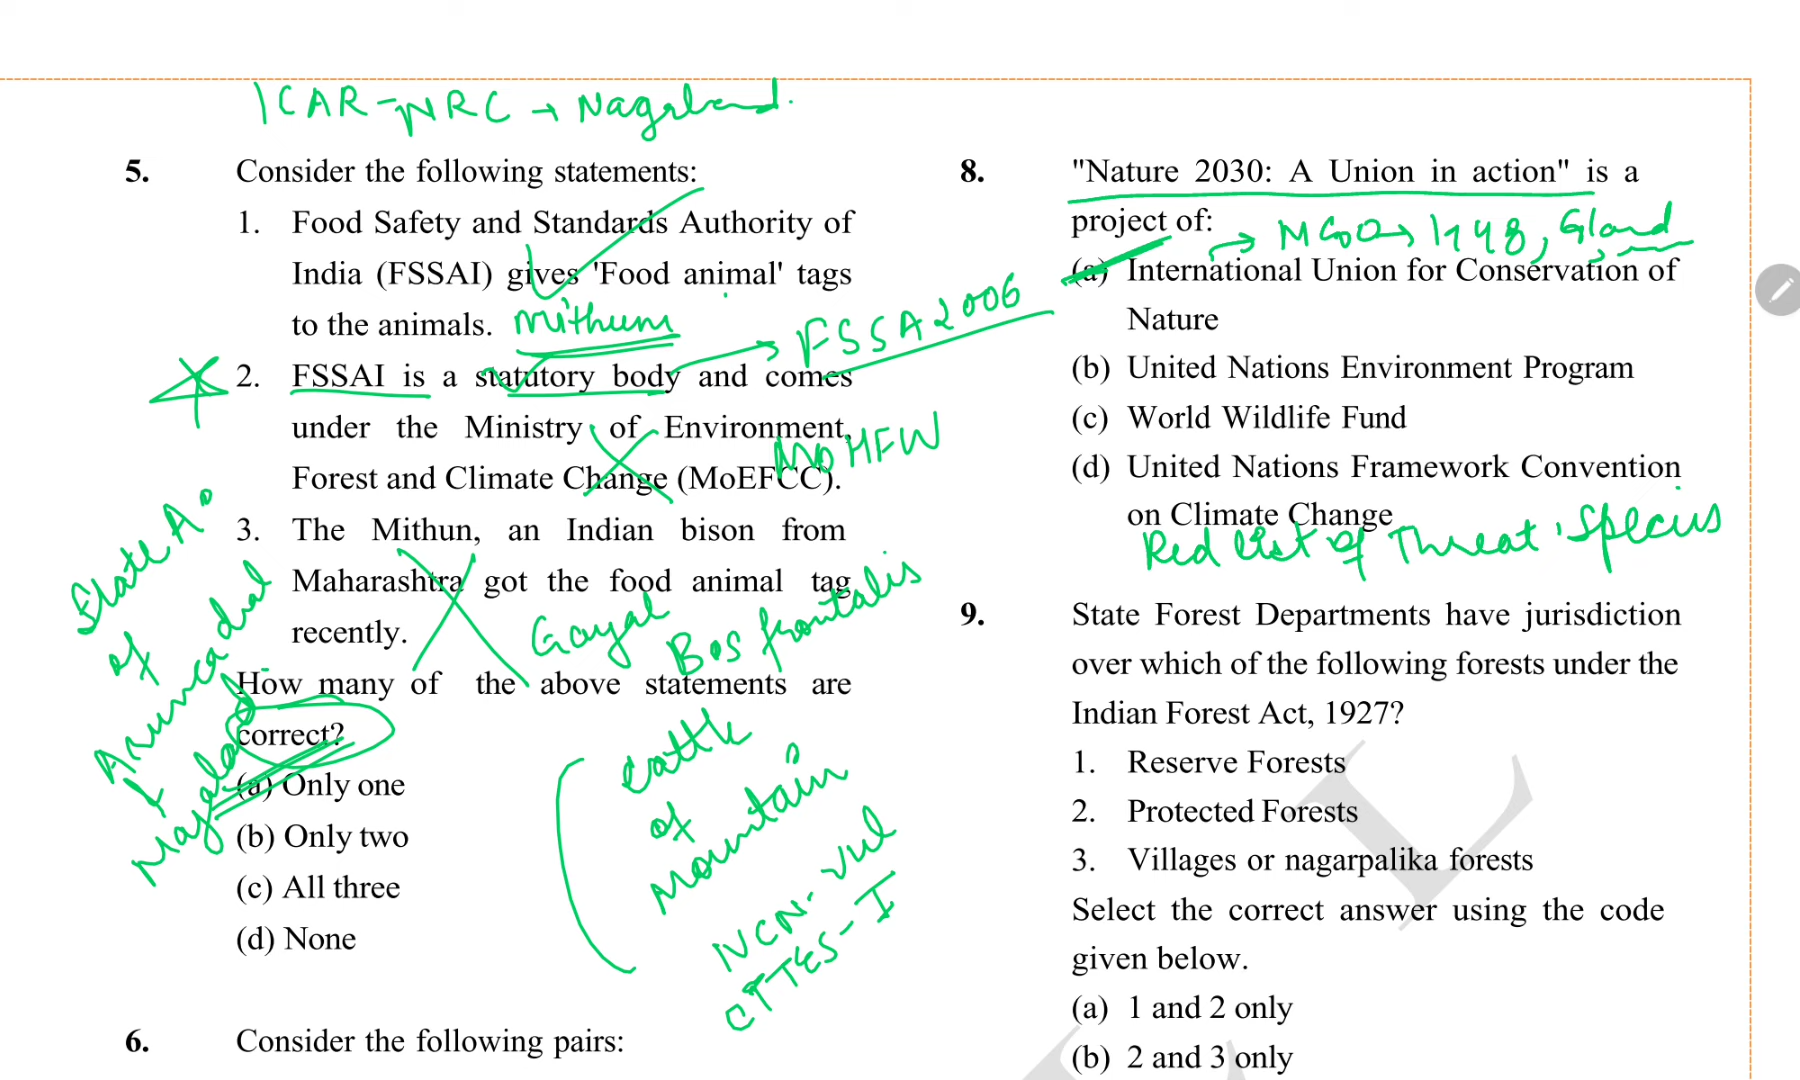 ICAR-NRC → Nagaland.
5. Consider the following statements:
1. Food Safety and Standards Authority of
India (FSSAI) gives 'Food animal' tags
to the animals. Mithun
→ FSSA 2006
2. FSSAI is a statutory body and comes
under the Ministry of Environment,
Forest and Climate Change (MoEFCC).
MoHFW
3. The Mithun, an Indian bison from
Maharashtra got the food animal tag
recently.
Gayal Bos frontalis
State A. of Arunachal & Nagaland
How many of the above statements are
correct?
(a) Only one
(b) Only two
(c) All three
(d) None
cattle
of
mountain
CITES - I
6. Consider the following pairs:
8. "Nature 2030: A Union in action" is a
project of:
→ 1948, Gland
(a) International Union for Conservation of
Nature
(b) United Nations Environment Program
(c) World Wildlife Fund
(d) United Nations Framework Convention
on Climate Change
Red list of Threat. Species
9. State Forest Departments have jurisdiction
over which of the following forests under the
Indian Forest Act, 1927?
1. Reserve Forests
2. Protected Forests
3. Villages or nagarpalika forests
Select the correct answer using the code
given below.
(a) 1 and 2 only
(b) 2 and 3 only